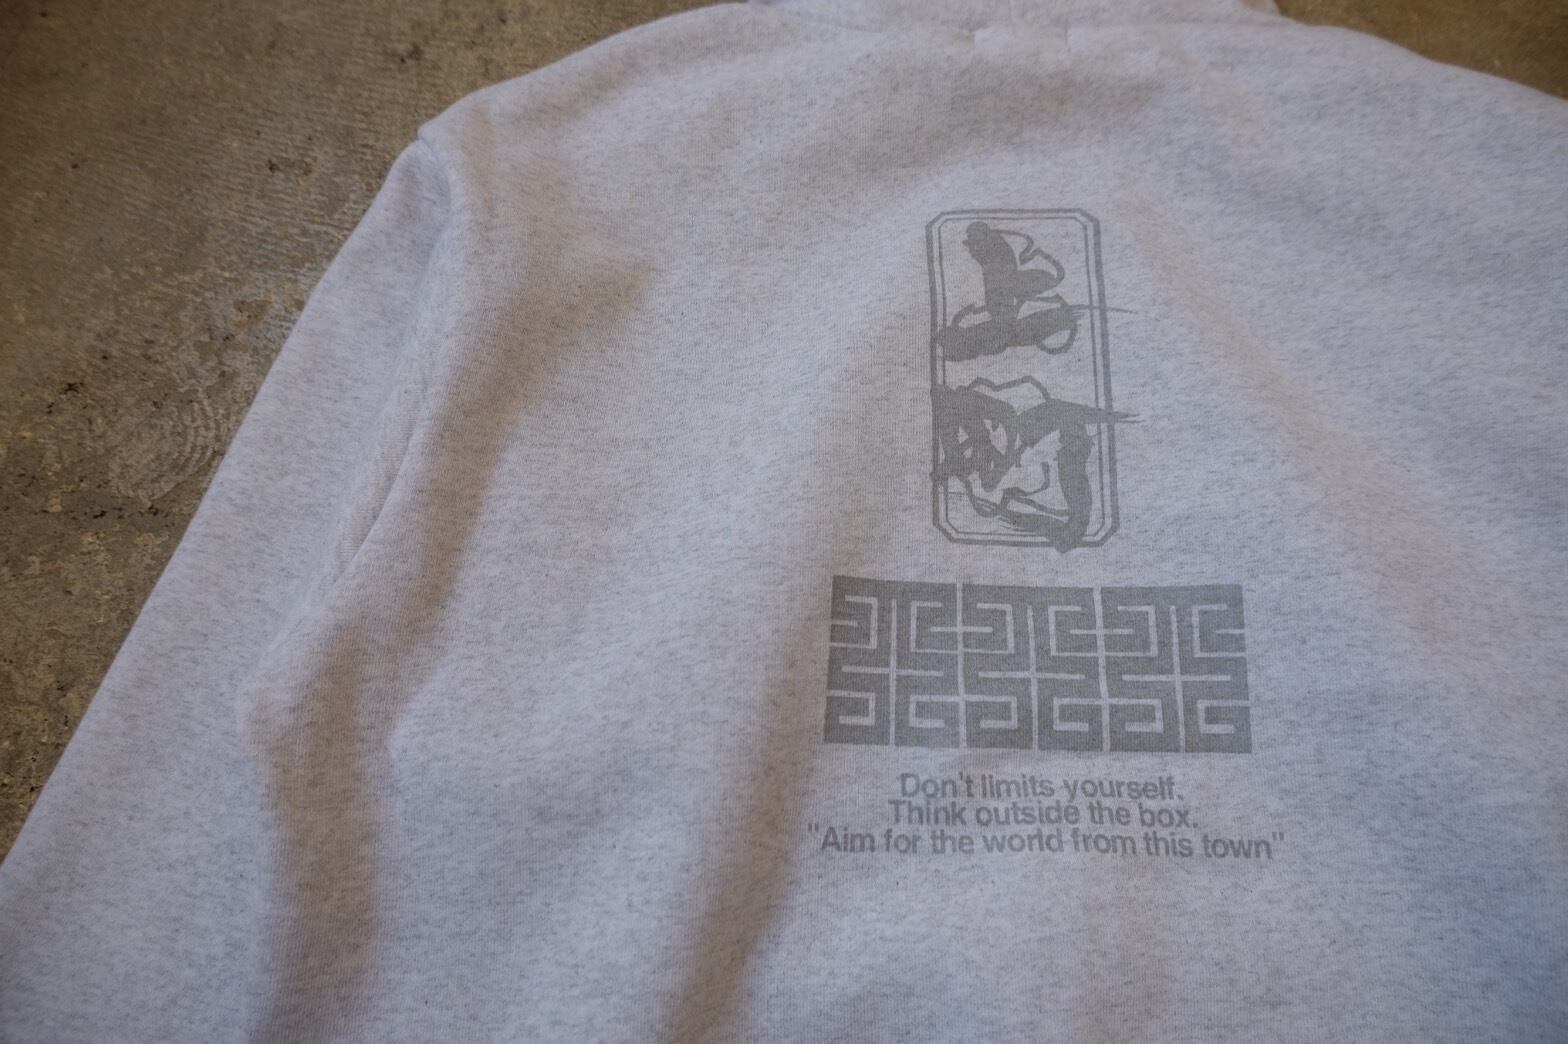 Don't limits yourself.
Think outside the box.
"Aim for the world from this town"